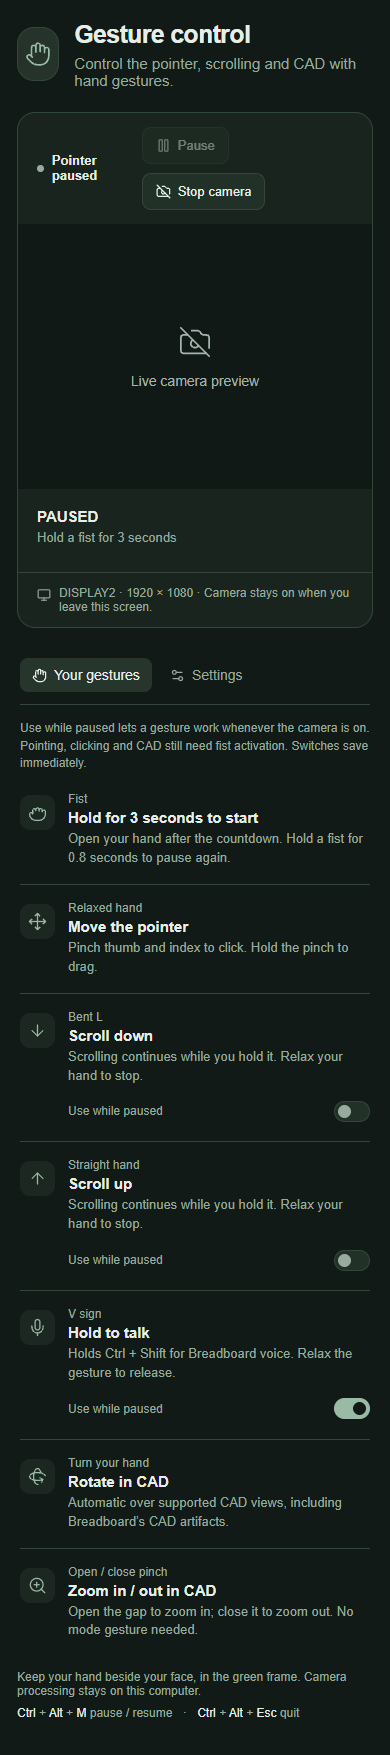 Gesture control
Control the pointer, scrolling and CAD with
hand gestures.
Pointer
paused
Pause
Stop camera
Live camera preview
PAUSED
Hold a fist for 3 seconds
DISPLAY2 · 1920 × 1080 · Camera stays on when you
leave this screen.
Your gestures
Settings
Use while paused lets a gesture work whenever the camera is on.
Pointing, clicking and CAD still need fist activation. Switches save
immediately.
Fist
Hold for 3 seconds to start
Open your hand after the countdown. Hold a fist for
0.8 seconds to pause again.
Relaxed hand
Move the pointer
Pinch thumb and index to click. Hold the pinch to
drag.
Bent L
Scroll down
Scrolling continues while you hold it. Relax your
hand to stop.
Use while paused
Straight hand
Scroll up
Scrolling continues while you hold it. Relax your
hand to stop.
Use while paused
V sign
Hold to talk
Holds Ctrl + Shift for Breadboard voice. Relax the
gesture to release.
Use while paused
Turn your hand
Rotate in CAD
Automatic over supported CAD views, including
Breadboard's CAD artifacts.
Open / close pinch
Zoom in / out in CAD
Open the gap to zoom in; close it to zoom out. No
mode gesture needed.
Keep your hand beside your face, in the green frame. Camera
processing stays on this computer.
Ctrl + Alt + M pause / resume · Ctrl + Alt + Esc quit